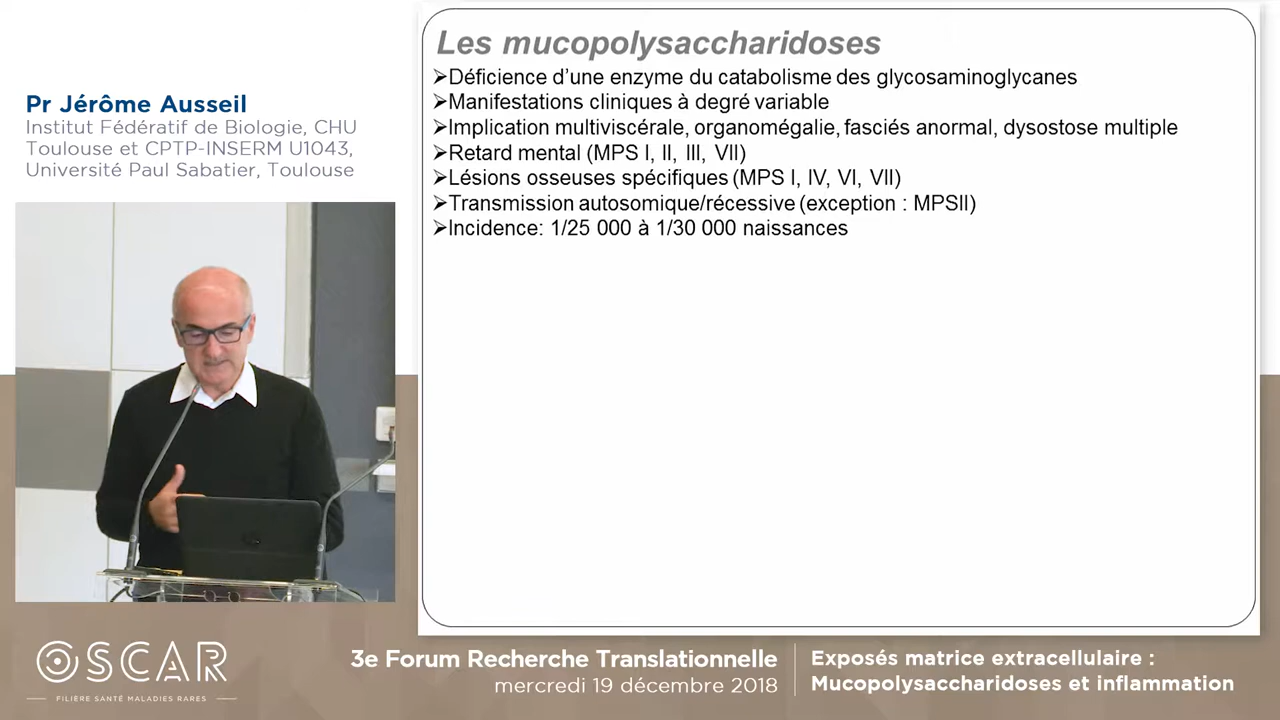 Pr Jérôme Ausseil
Institut Fédératif de Biologie, CHU
Toulouse et CPTP-INSERM U1043,
Université Paul Sabatier, Toulouse
Les mucopolysaccharidoses
➢Déficience d’une enzyme du catabolisme des glycosaminoglycanes
➢Manifestations cliniques à degré variable
➢Implication multiviscérale, organomégalie, fasciés anormal, dysostose multiple
➢Retard mental (MPS I, II, III, VII)
➢Lésions osseuses spécifiques (MPS I, IV, VI, VII)
➢Transmission autosomique/récessive (exception : MPSII)
➢Incidence: 1/25 000 à 1/30 000 naissances
OSCAR
FILIÈRE SANTÉ MALADIES RARES
3e Forum Recherche Translationnelle
mercredi 19 décembre 2018
Exposés matrice extracellulaire :
Mucopolysaccharidoses et inflammation